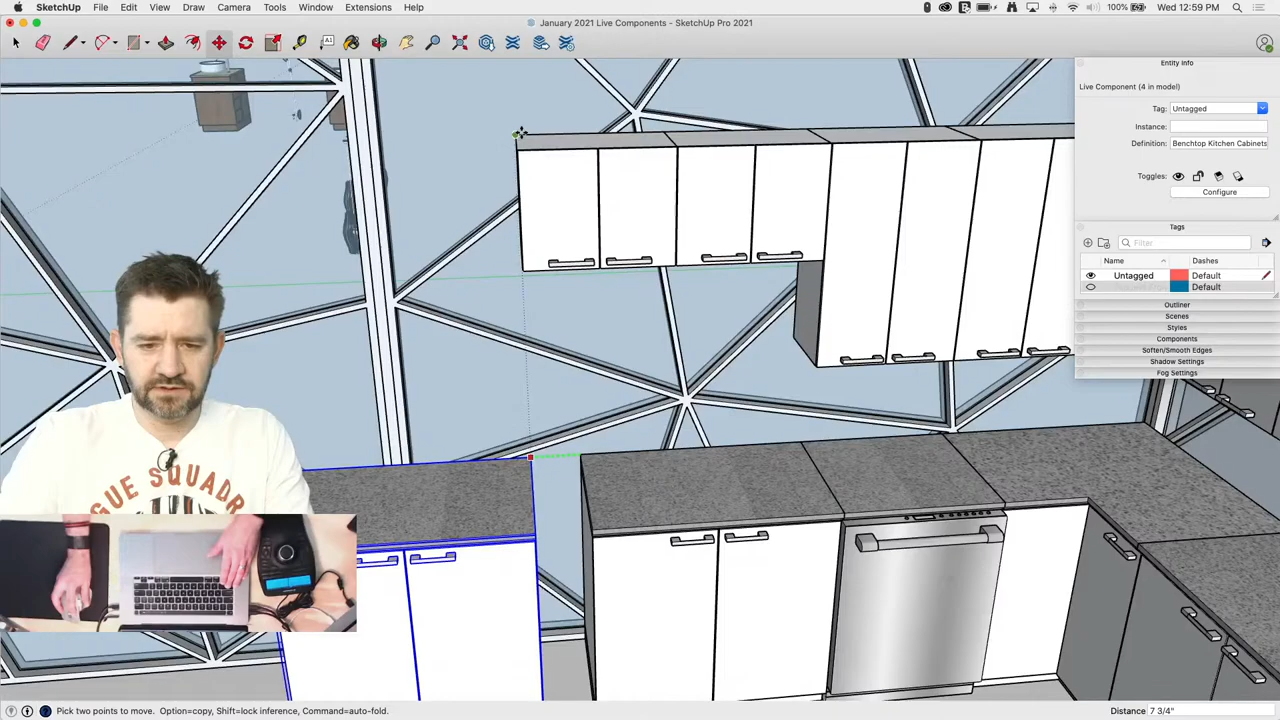 SketchUp File Edit View Draw Camera Tools Window Extensions Help
100% Wed 12:59 PM
January 2021 Live Components - SketchUp Pro 2021
Entity Info
Live Component (4 in model)
Tag: Untagged
Instance:
Definition: Benchtop Kitchen Cabinets
Toggles:
Configure
Tags
Filter
Name Dashes
Untagged Default
Default
Outliner
Scenes
Styles
Components
Soften/Smooth Edges
Shadow Settings
Fog Settings
GUE SQUADR
Pick two points to move. Option=copy, Shift=lock inference, Command=auto-fold.
Distance 7 3/4"